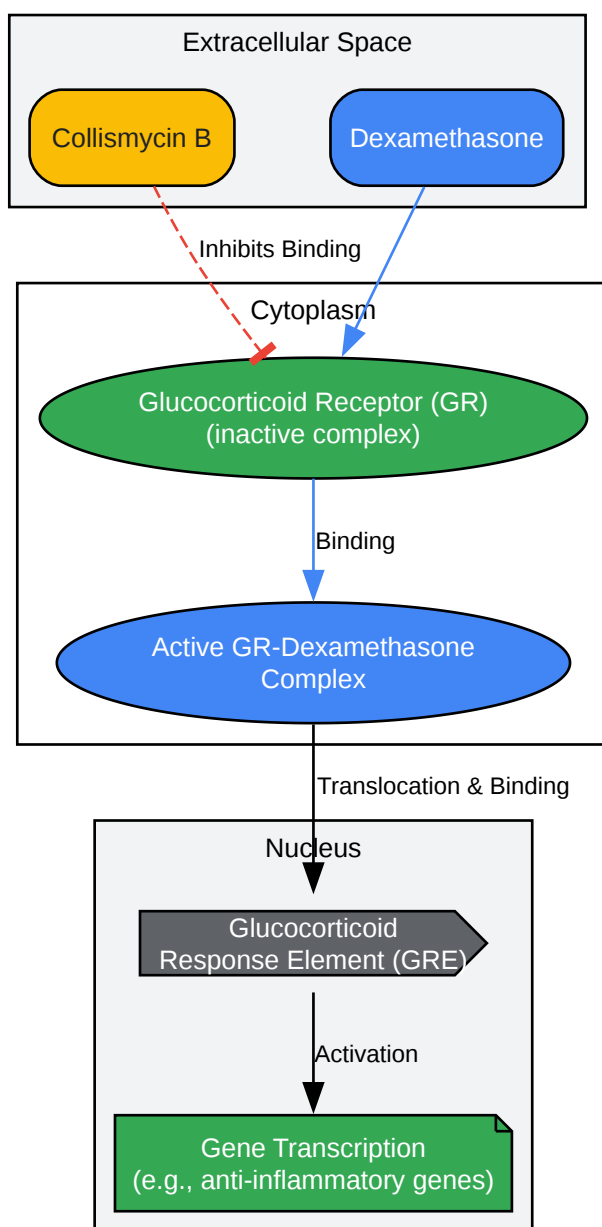 Extracellular Space
Collismycin B
Dexamethasone
Inhibits Binding
Cytoplasm
Glucocorticoid Receptor (GR)
(inactive complex)
Binding
Active GR-Dexamethasone
Complex
Translocation & Binding
Nucleus
Glucocorticoid
Response Element (GRE)
Activation
Gene Transcription
(e.g., anti-inflammatory genes)